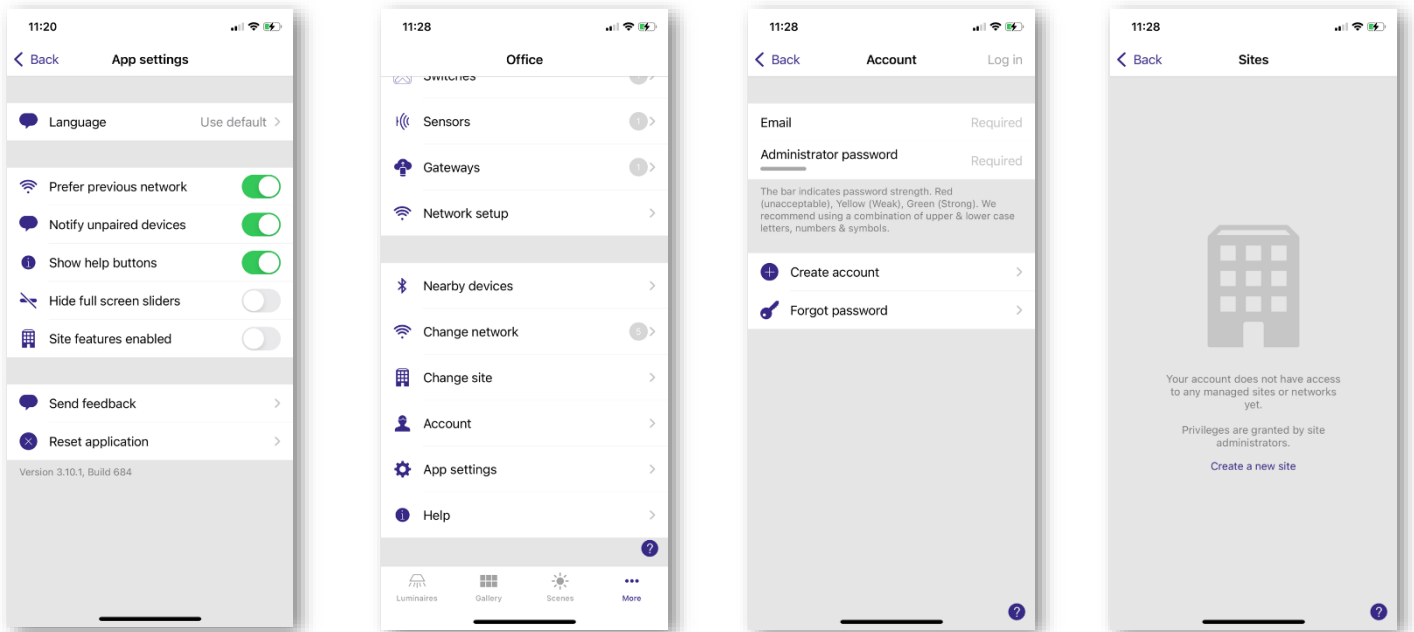 11:20
Back App settings
Language Use default
Prefer previous network
Notify unpaired devices
Show help buttons
Hide full screen sliders
Site features enabled
Send feedback
Reset application
Version 3.10.1, Build 684
11:28
Office
Switches
Sensors 1
Gateways 1
Network setup
Nearby devices
Change network 5
Change site
Account
App settings
Help
?
Luminaires Gallery Scenes More
11:28
Back Account Log in
Email Required
Administrator password Required
The bar indicates password strength. Red
(unacceptable), Yellow (Weak), Green (Strong). We
recommend using a combination of upper & lower case
letters, numbers & symbols.
Create account
Forgot password
?
11:28
Back Sites
Your account does not have access
to any managed sites or networks
yet.
Privileges are granted by site
administrators.
Create a new site
?